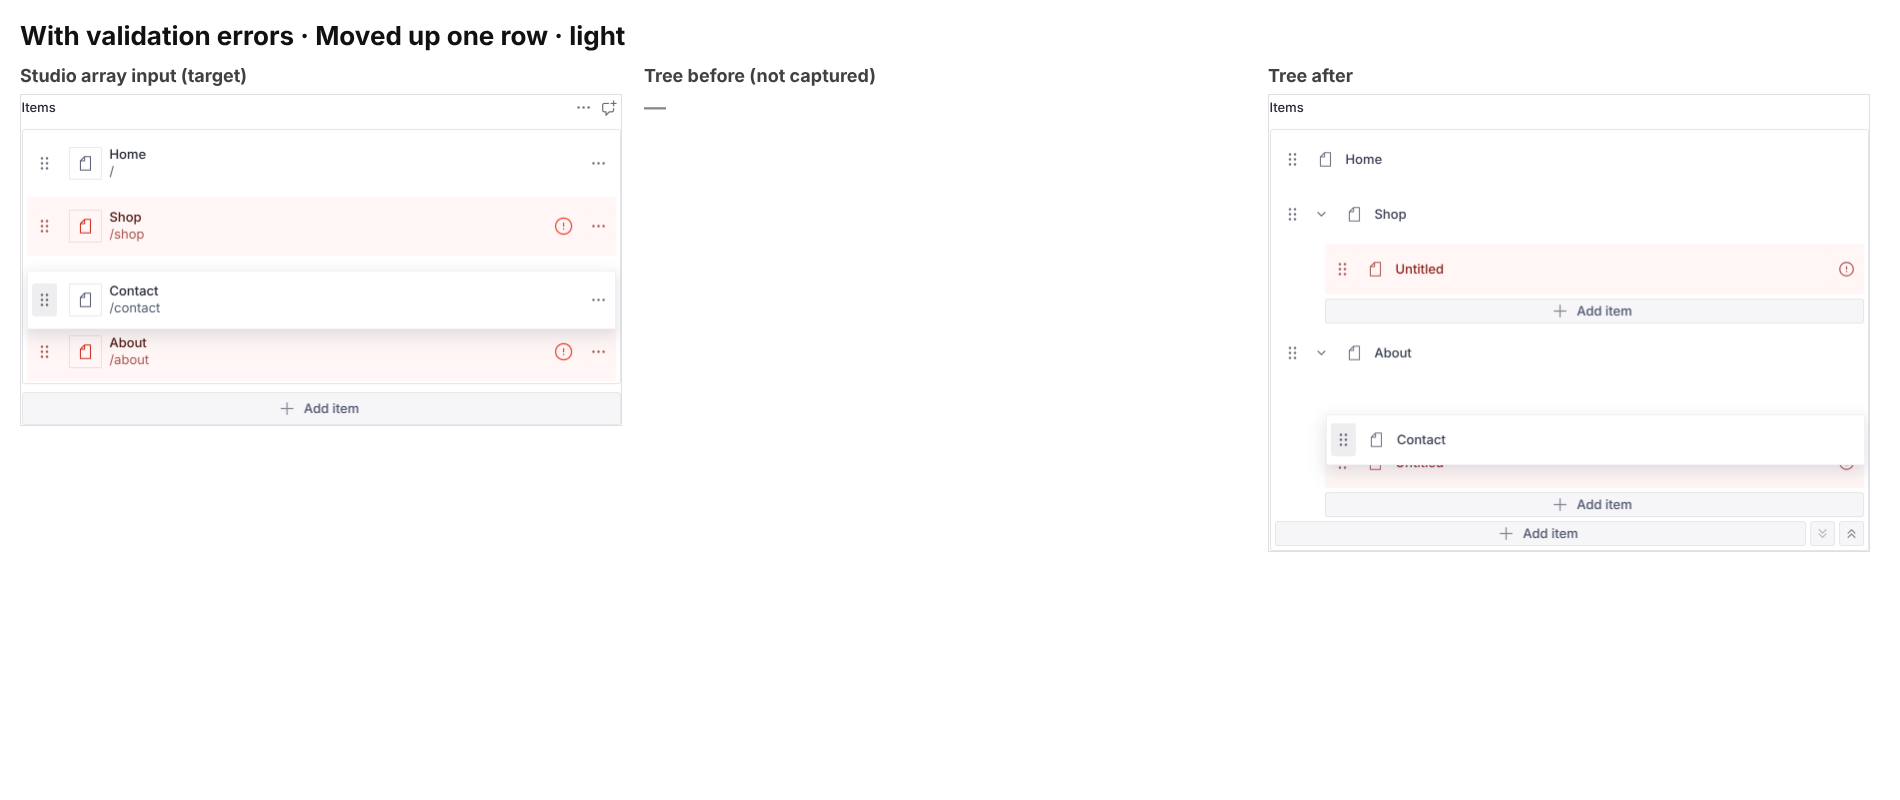 With validation errors · Moved up one row · light
Studio array input (target)
Items
Home
/
Shop
/shop
Contact
/contact
About
/about
Add item
Tree before (not captured)
—
Tree after
Items
Home
Shop
Untitled
Add item
About
Contact
Untitled
Add item
Add item